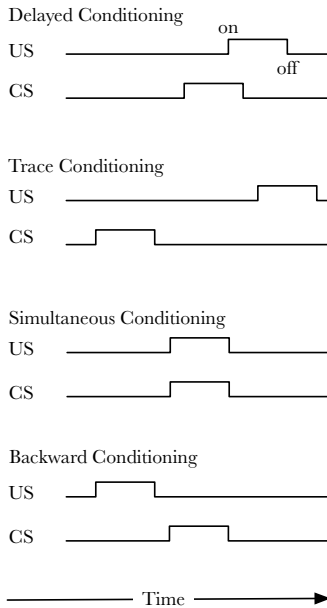 Delayed Conditioning
on
US
off
CS
Trace Conditioning
US
CS
Simultaneous Conditioning
US
CS
Backward Conditioning
US
CS
Time